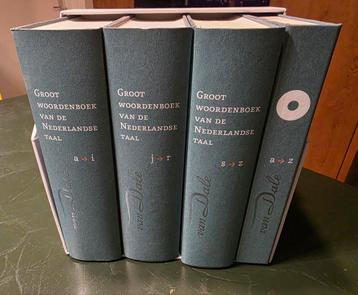 GROOT
WOORDENBOEK
VAN DE
NEDERLANDSE
TAAL
a→i
van Dale
GROOT
WOORDENBOEK
VAN DE
NEDERLANDSE
TAAL
j→r
van Dale
GROOT
WOORDENBOEK
VAN DE
NEDERLANDSE
TAAL
s→z
van Dale
a→z
van Dale